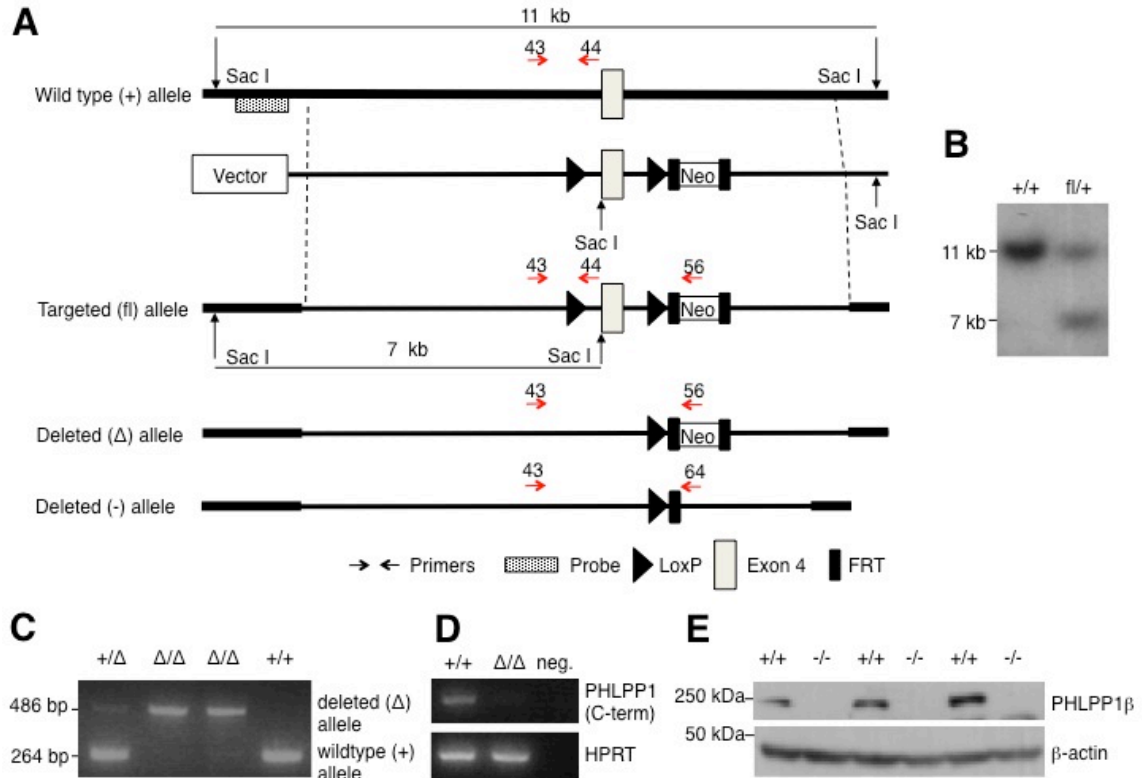 A
11 kb
43 44
Sac I Sac I
Wild type (+) allele
Vector Neo
Sac I
Sac I
43 44 56
Targeted (fl) allele Neo
Sac I 7 kb Sac I
43 56
Deleted (Δ) allele Neo
43 64
Deleted (-) allele
Primers Probe LoxP Exon 4 FRT
B
+/+ fl/+
11 kb
7 kb
C
+/Δ Δ/Δ Δ/Δ +/+
486 bp deleted (Δ)
allele
264 bp wildtype (+)
allele
D
+/+ Δ/Δ neg.
PHLPP1
(C-term)
HPRT
E
+/+ -/- +/+ -/- +/+ -/-
250 kDa PHLPP1β
50 kDa
β-actin